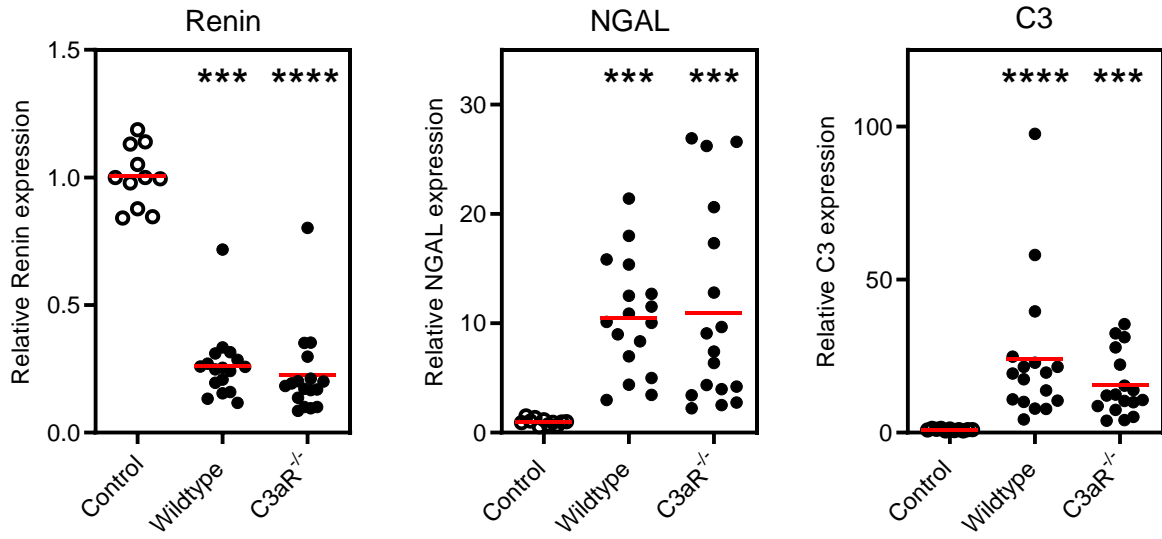 Renin
Relative Renin expression
1.5
1.0
0.5
0.0
*** ****
Control
Wildtype
C3aR-/-
NGAL
Relative NGAL expression
30
20
10
0
*** ***
Control
Wildtype
C3aR-/-
C3
Relative C3 expression
100
50
0
**** ***
Control
Wildtype
C3aR-/-